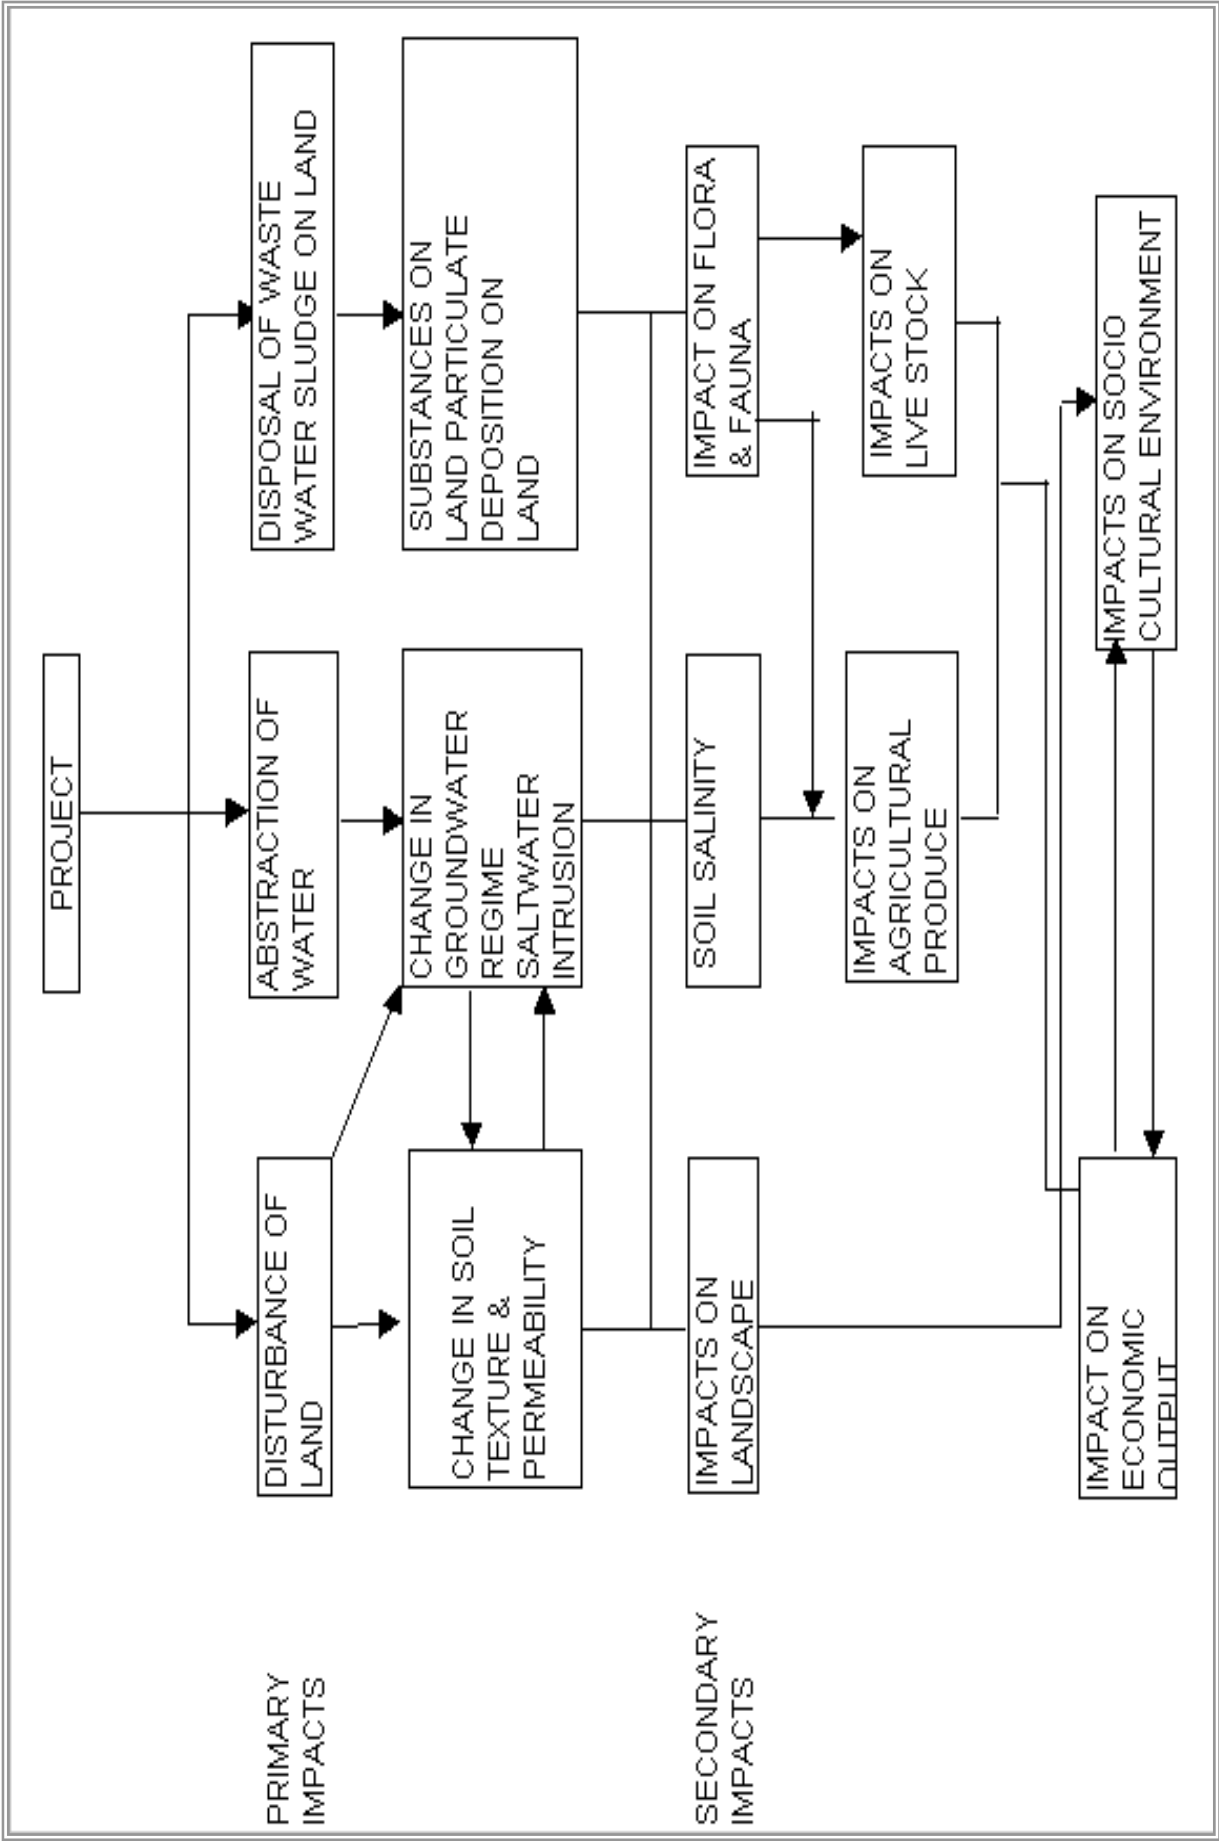 PROJECT
PRIMARY
IMPACTS
DISTURBANCE OF
LAND
ABSTRACTION OF
WATER
DISPOSAL OF WASTE
WATER SLUDGE ON LAND
CHANGE IN SOIL
TEXTURE &
PERMEABILITY
CHANGE IN
GROUNDWATER
REGIME
SALTWATER
INTRUSION
SUBSTANCES ON
LAND PARTICULATE
DEPOSITION ON
LAND
SECONDARY
IMPACTS
IMPACTS ON
LANDSCAPE
SOIL SALINITY
IMPACT ON FLORA
& FAUNA
IMPACTS ON
AGRICULTURAL
PRODUCE
IMPACTS ON
LIVE STOCK
IMPACT ON
ECONOMIC
OUTPUT
IMPACTS ON SOCIO
CULTURAL ENVIRONMENT